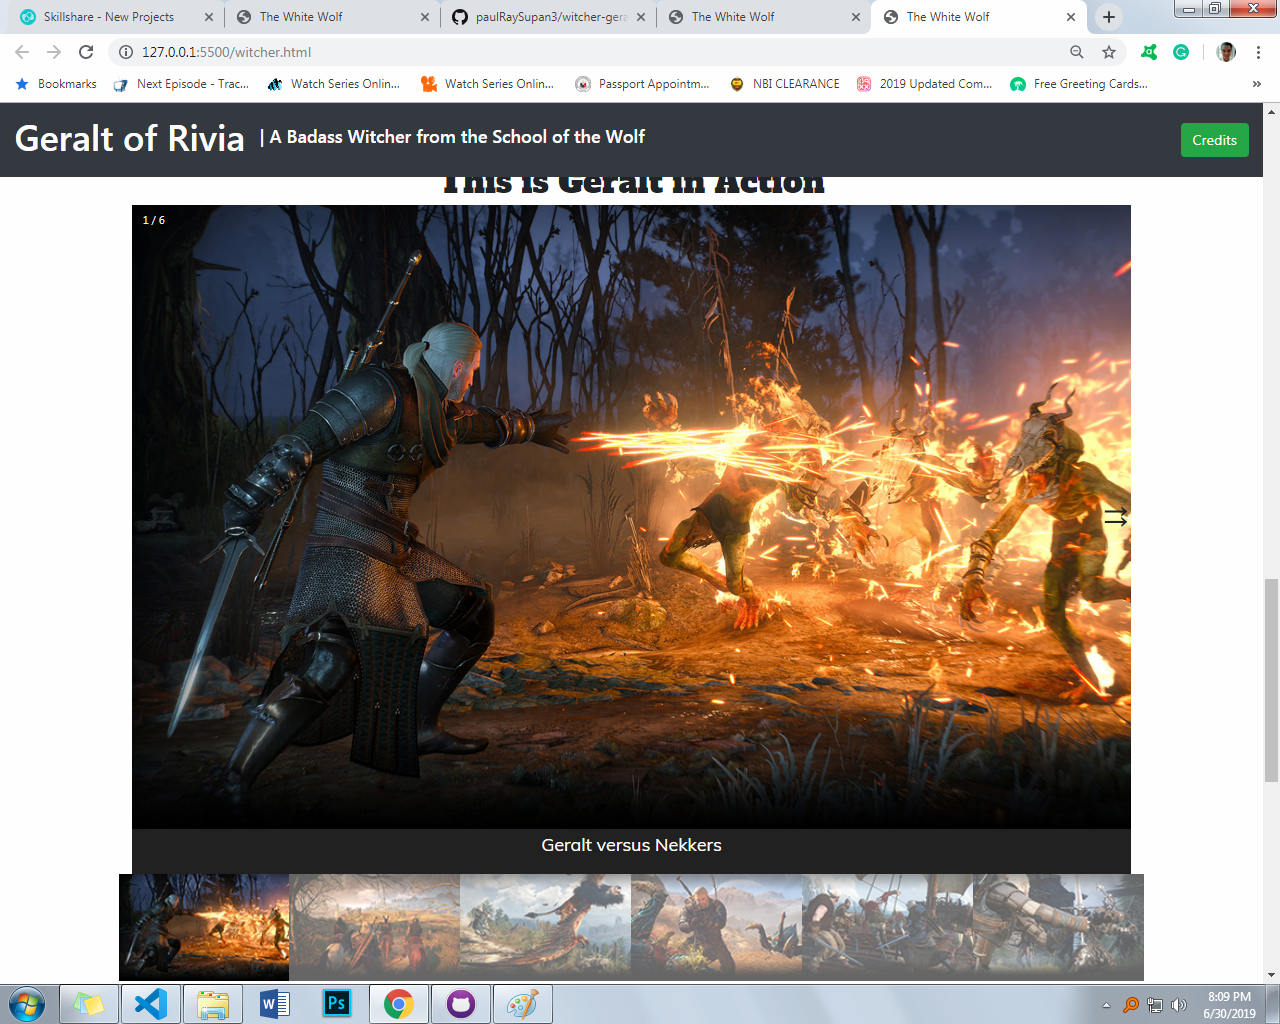 Skillshare - New Projects
The White Wolf
paulRaySupan3/witcher-gera
The White Wolf
The White Wolf
127.0.0.1:5500/witcher.html
Bookmarks
Next Episode - Trac...
Watch Series Onlin...
Watch Series Onlin...
Passport Appointm...
NBI CLEARANCE
2019 Updated Com...
Free Greeting Cards...
»
Geralt of Rivia | A Badass Witcher from the School of the Wolf
Credits
This is Geralt in Action
1 / 6
Geralt versus Nekkers
Ps
8:09 PM
6/30/2019